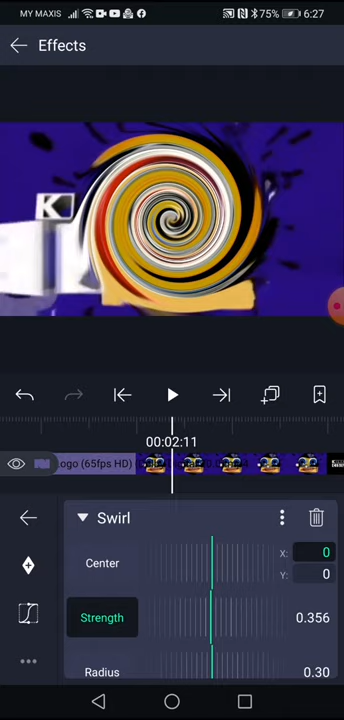 MY MAXIS 75% 6:27
Effects
K
00:02:11
ogo (65fps HD)
Swirl
Center X: 0
Y: 0
Strength 0.356
Radius 0.30